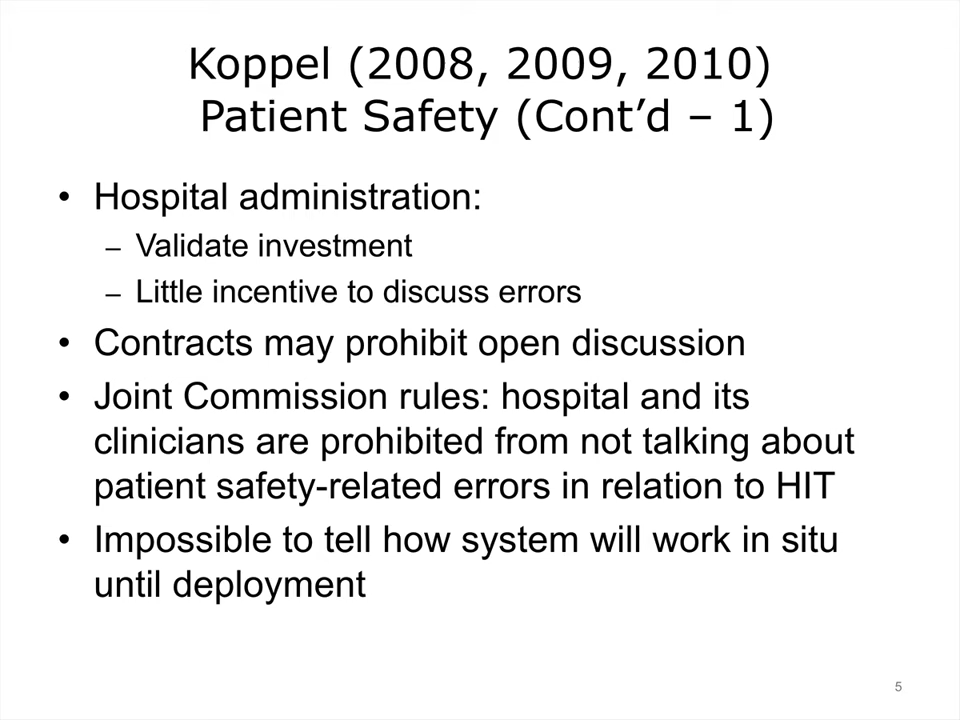 Koppel (2008, 2009, 2010)
Patient Safety (Cont’d – 1)
• Hospital administration:
– Validate investment
– Little incentive to discuss errors
• Contracts may prohibit open discussion
• Joint Commission rules: hospital and its
clinicians are prohibited from not talking about
patient safety-related errors in relation to HIT
• Impossible to tell how system will work in situ
until deployment
5